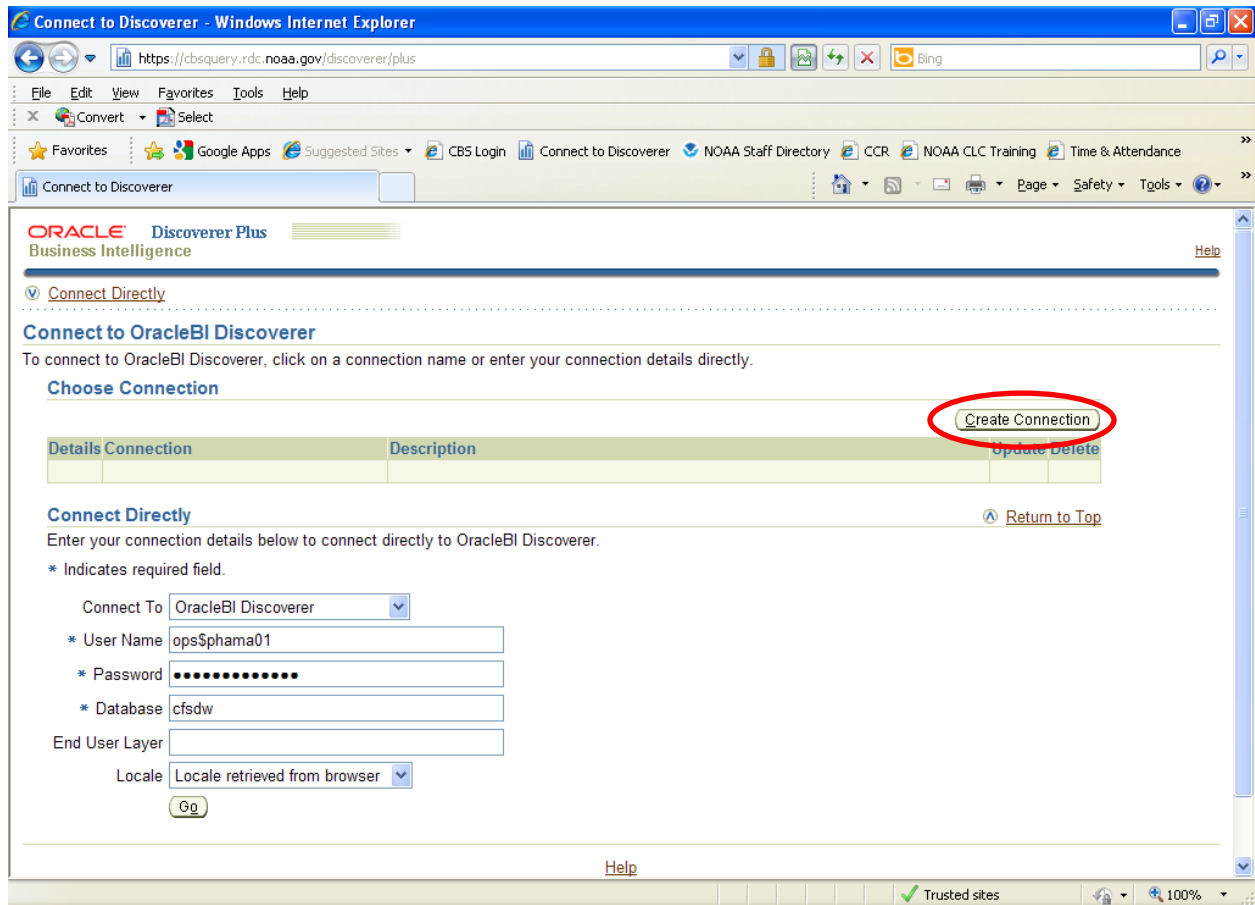 Connect to Discoverer - Windows Internet Explorer
https://cbsquery.rdc.noaa.gov/discoverer/plus Bing
File Edit View Favorites Tools Help
X Convert Select
Favorites Google Apps Suggested Sites CBS Login Connect to Discoverer NOAA Staff Directory CCR NOAA CLC Training Time & Attendance »
Connect to Discoverer Page Safety Tools »
ORACLE Discoverer Plus
Business Intelligence
Help
Connect Directly
Connect to OracleBI Discoverer
To connect to OracleBI Discoverer, click on a connection name or enter your connection details directly.
Choose Connection
Create Connection
Details Connection Description Update Delete
Connect Directly Return to Top
Enter your connection details below to connect directly to OracleBI Discoverer.
* Indicates required field.
Connect To OracleBI Discoverer
* User Name ops$phama01
* Password •••••••••••••
* Database cfsdw
End User Layer
Locale Locale retrieved from browser
Go
Help
Trusted sites 100%